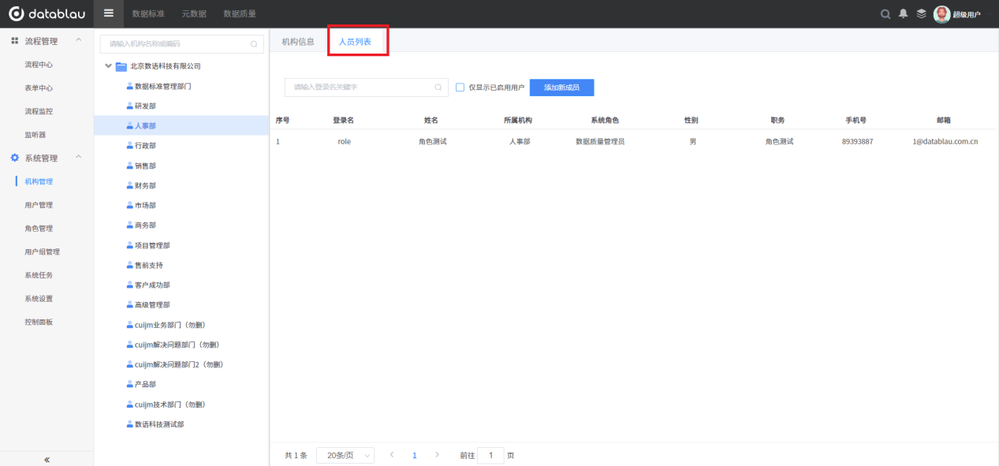 datablau
数据标准 元数据 数据质量
超级用户
流程管理
流程中心
表单中心
流程监控
监听器
系统管理
机构管理
用户管理
角色管理
用户组管理
系统任务
系统设置
控制面板
请输入机构名称或编码
北京数语科技有限公司
数据标准管理部门
研发部
人事部
行政部
销售部
财务部
市场部
商务部
项目管理部
售前支持
客户成功部
高级管理部
cuijm业务部门（勿删）
cuijm解决问题部门（勿删）
cuijm解决问题部门2（勿删）
产品部
cuijm技术部门（勿删）
数语科技测试部
机构信息 人员列表
请输入登录名关键字 仅显示已启用用户 添加新成员
序号 登录名 姓名 所属机构 系统角色 性别 职务 手机号 邮箱
1 role 角色测试 人事部 数据质量管理员 男 角色测试 89393887 1@datablau.com.cn
共 1 条 20条/页 1 前往 1 页